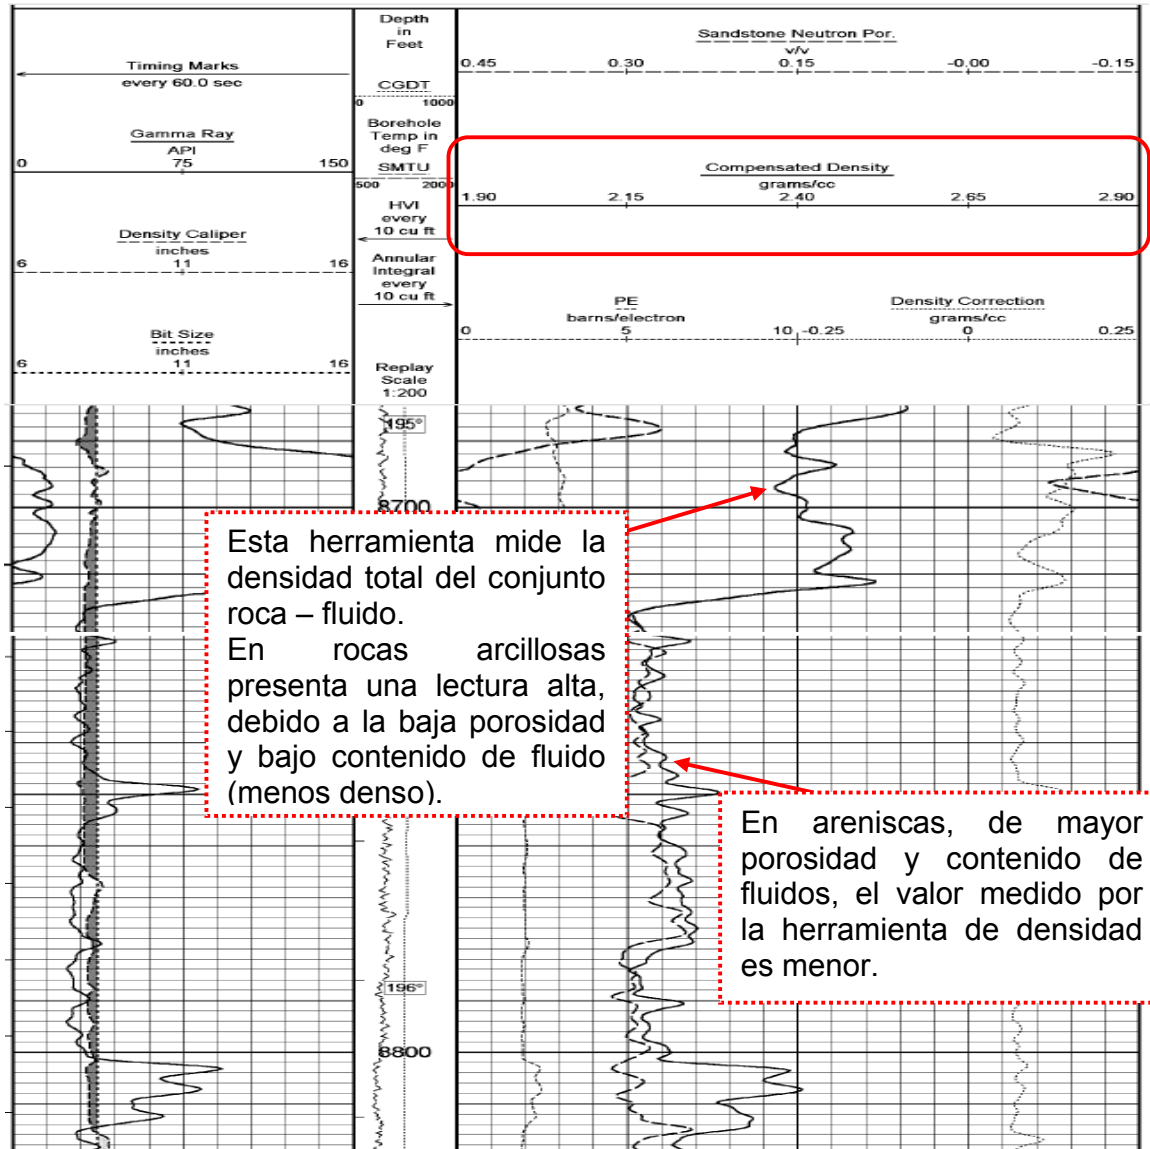 Timing Marks
every 60.0 sec
Gamma Ray
API
0 75 150
Density Caliper
inches
6 11 16
Bit Size
inches
6 11 16
Depth
in
Feet
CGDT
0 1000
Borehole
Temp in
deg F
SMTU
500 2000
HVI
every
10 cu ft
Annular
Integral
every
10 cu ft
Replay
Scale
1:200
Sandstone Neutron Por.
v/v
0.45 0.30 0.15 -0.00 -0.15
Compensated Density
grams/cc
1.90 2.15 2.40 2.65 2.90
PE
barns/electron
0 5 10
Density Correction
grams/cc
-0.25 0 0.25
195°
8700
Esta herramienta mide la
densidad total del conjunto
roca – fluido.
En rocas arcillosas
presenta una lectura alta,
debido a la baja porosidad
y bajo contenido de fluido
(menos denso).
En areniscas, de mayor
porosidad y contenido de
fluidos, el valor medido por
la herramienta de densidad
es menor.
196°
8800